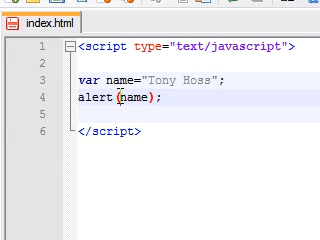 index.html
1 <script type="text/javascript">
2
3 var name="Tony Hoss";
4 alert(name);
5
6 </script>